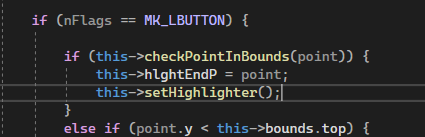 if (nFlags == MK_LBUTTON) {
if (this->checkPointInBounds(point)) {
this->hlghtEndP = point;
this->setHighlighter();
}
else if (point.y < this->bounds.top) {